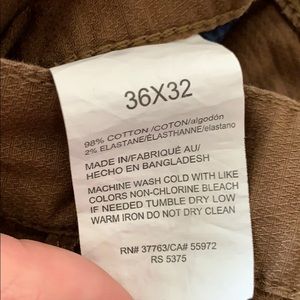 36X32
98% COTTON/COTON/algodón
2% ELASTANE/ÉLASTHANNE/elastano
MADE IN/FABRIQUÉ AU/
HECHO EN BANGLADESH
MACHINE WASH COLD WITH LIKE
COLORS NON-CHLORINE BLEACH
IF NEEDED TUMBLE DRY LOW
WARM IRON DO NOT DRY CLEAN
RN# 37763/CA# 55972
RS 5375